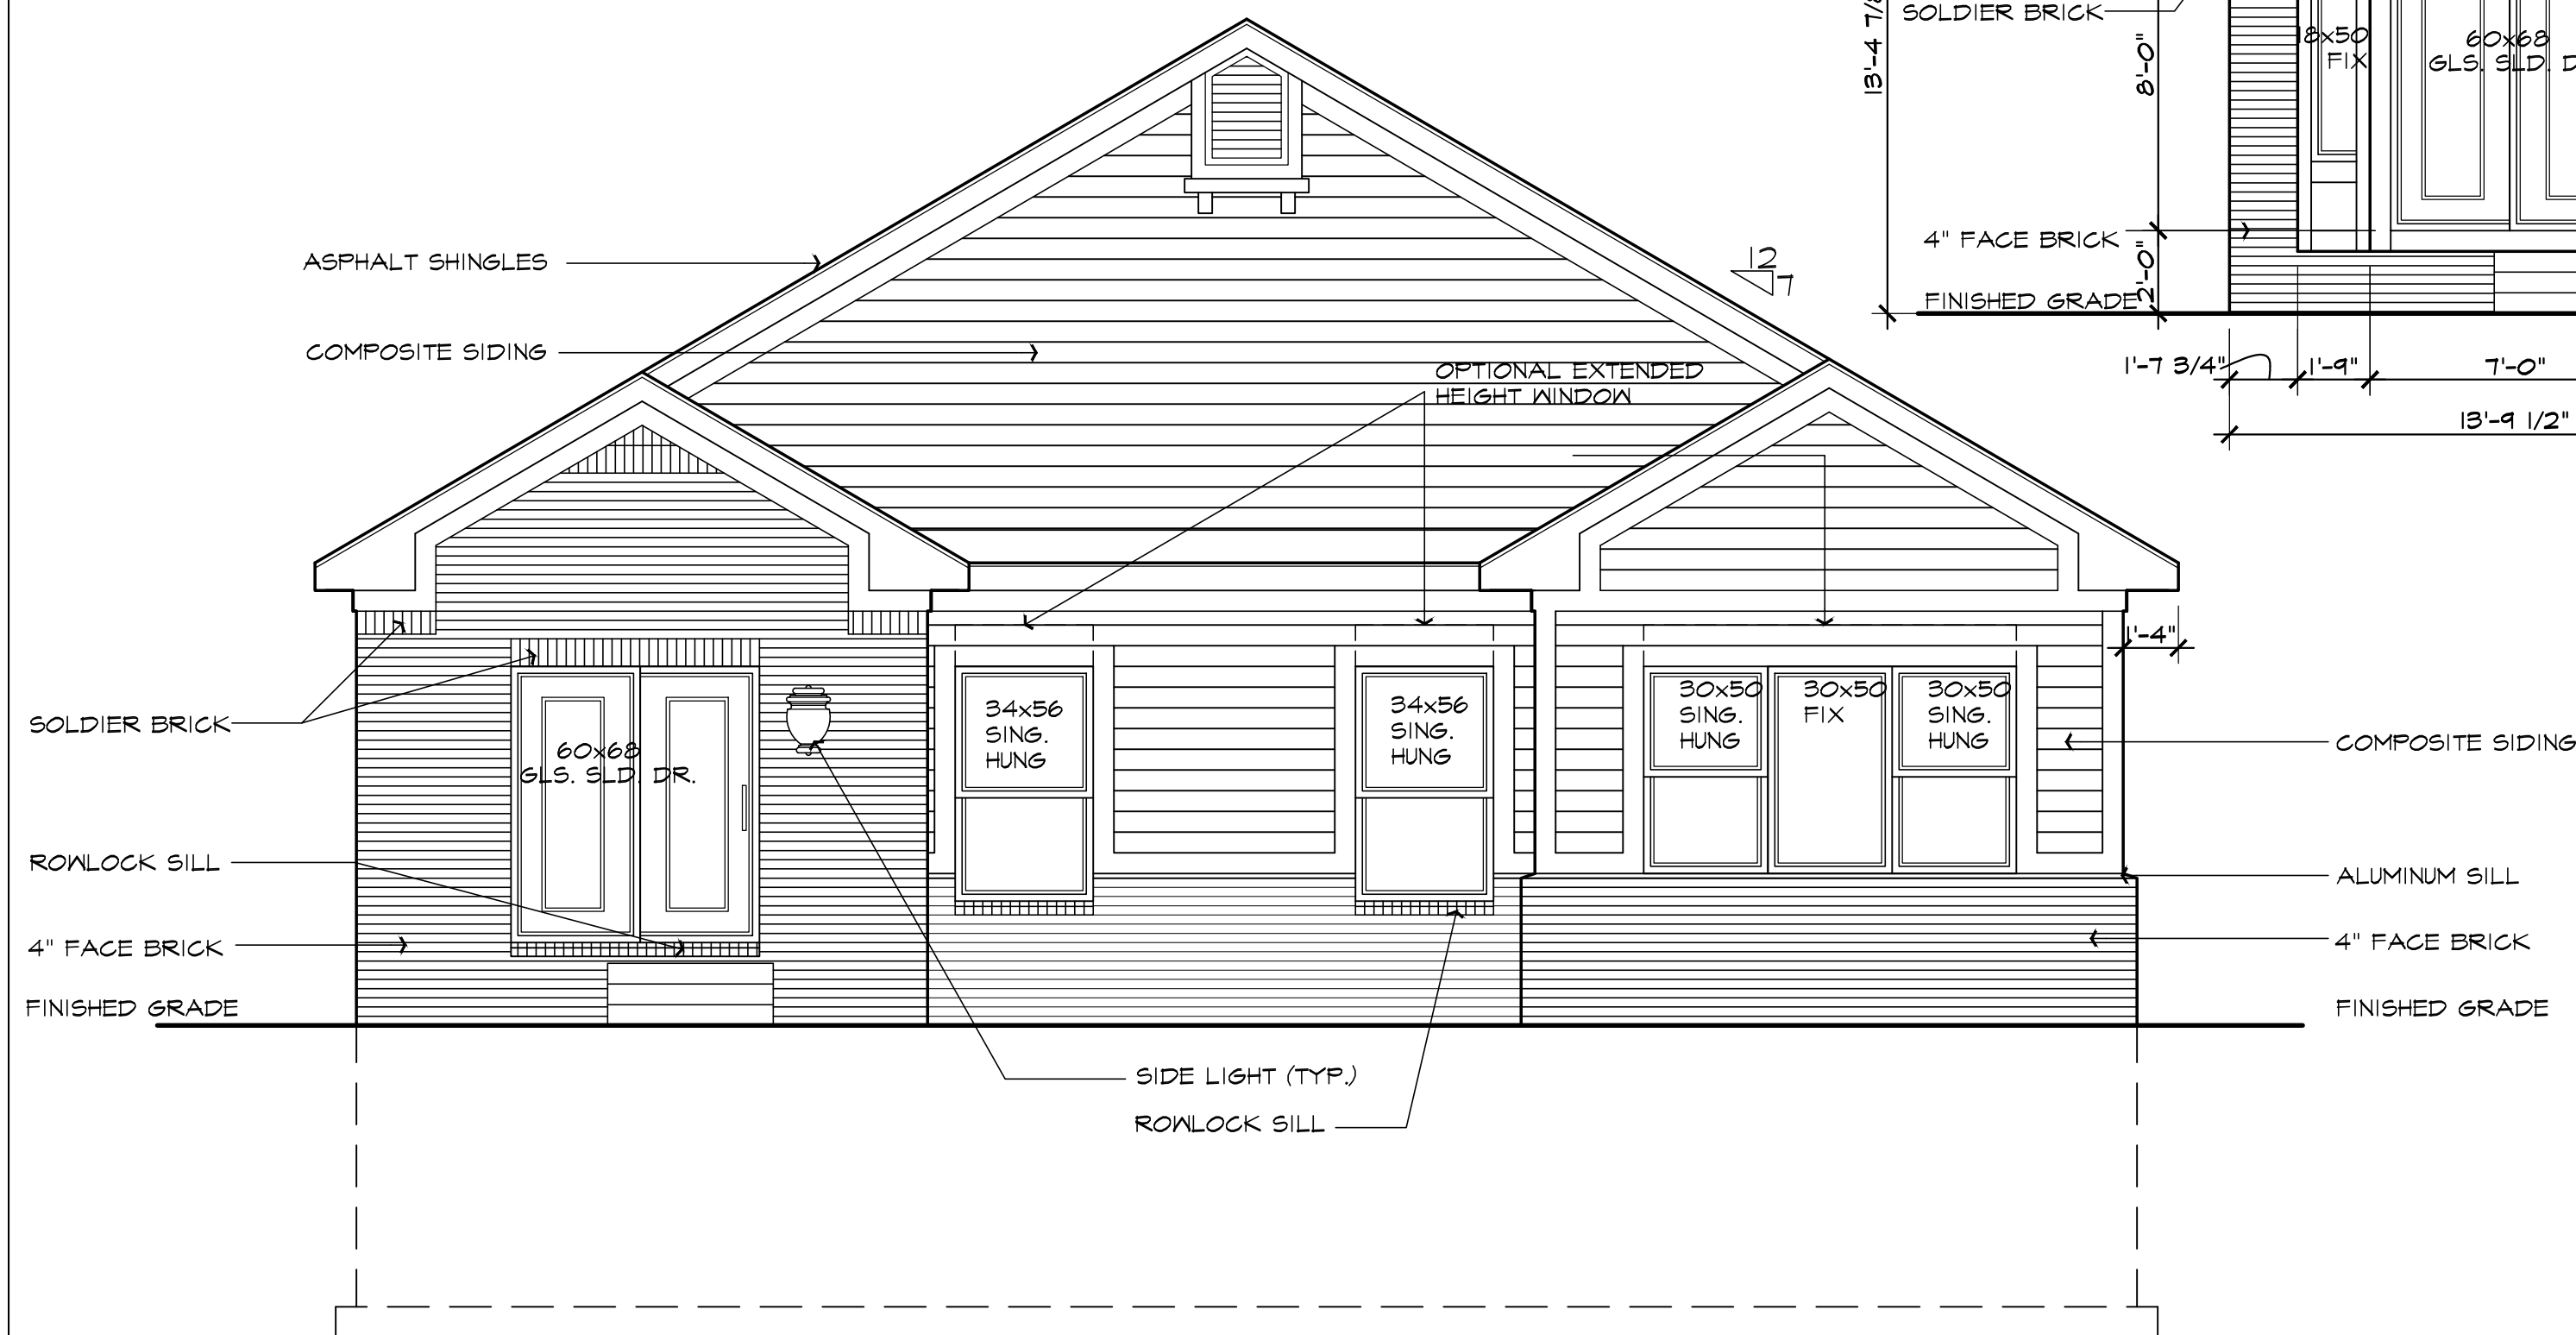 SOLDIER BRICK
13'-4 7/8
8'-0"
18x50
FIX
60x68
GLS. SLD. D
4" FACE BRICK
2'-0"
FINISHED GRADE
1'-7 3/4"
1'-9"
7'-0"
13'-9 1/2"
ASPHALT SHINGLES
12
7
COMPOSITE SIDING
OPTIONAL EXTENDED
HEIGHT WINDOW
1'-4"
SOLDIER BRICK
60x68
GLS. SLD. DR.
34x56
SING.
HUNG
34x56
SING.
HUNG
30x50
SING.
HUNG
30x50
FIX
30x50
SING.
HUNG
COMPOSITE SIDING
ROWLOCK SILL
ALUMINUM SILL
4" FACE BRICK
4" FACE BRICK
FINISHED GRADE
FINISHED GRADE
SIDE LIGHT (TYP.)
ROWLOCK SILL